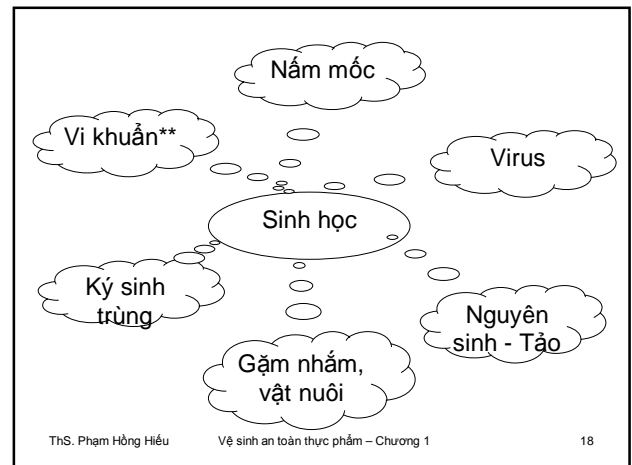 Nấm mốc
Vi khuẩn**
Virus
Sinh học
Ký sinh
trùng
Nguyên
sinh - Tảo
Gặm nhắm,
vật nuôi
ThS. Phạm Hồng Hiếu Vệ sinh an toàn thực phẩm – Chương 1 18